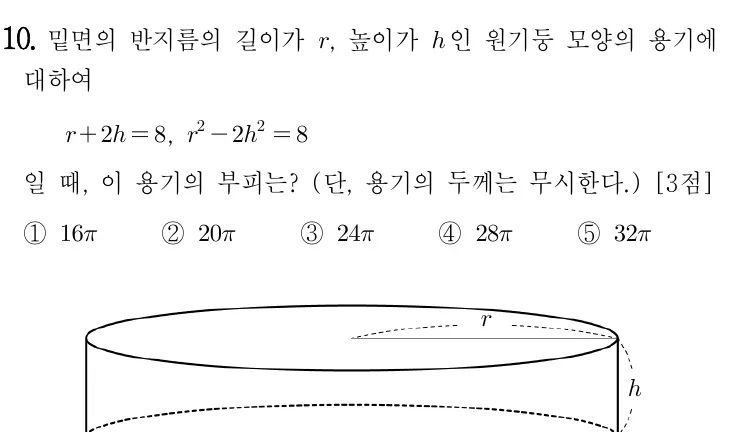 10. 밑면의 반지름의 길이가 r, 높이가 h인 원기둥 모양의 용기에
대하여
r+2h=8, r²-2h²=8
일 때, 이 용기의 부피는? (단, 용기의 두께는 무시한다.) [3점]
① 16π ② 20π ③ 24π ④ 28π ⑤ 32π
r
h